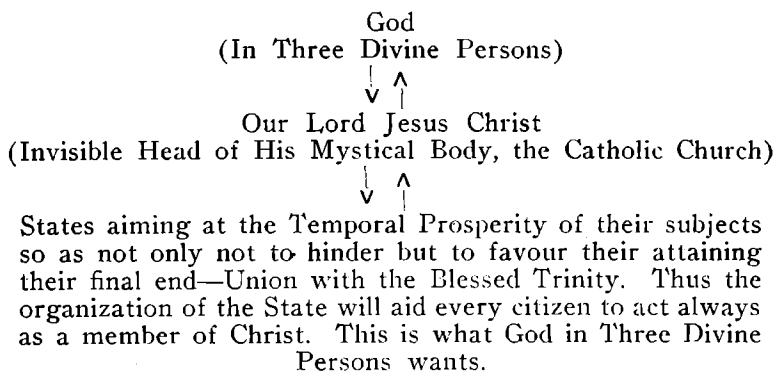 God
(In Three Divine Persons)
Our Lord Jesus Christ
(Invisible Head of His Mystical Body, the Catholic Church)
States aiming at the Temporal Prosperity of their subjects
so as not only not to hinder but to favour their attaining
their final end—Union with the Blessed Trinity. Thus the
organization of the State will aid every citizen to act always
as a member of Christ. This is what God in Three Divine
Persons wants.